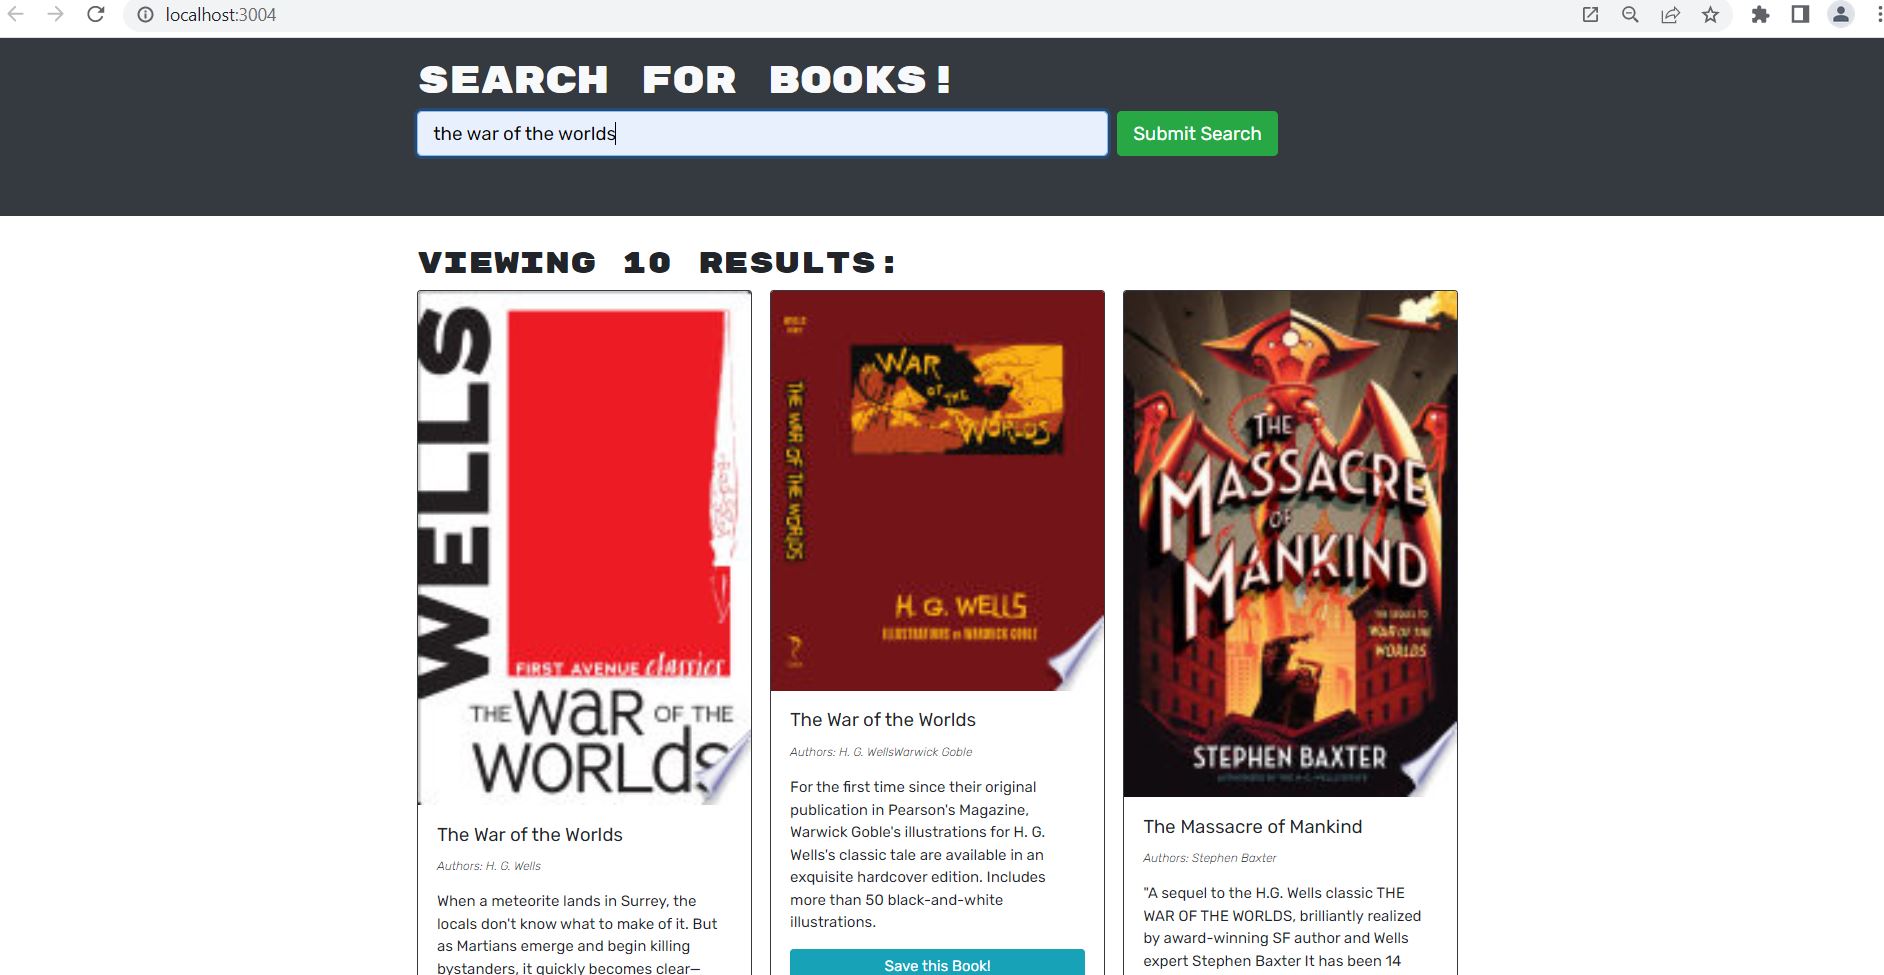 localhost:3004
SEARCH FOR BOOKS!
the war of the worlds
Submit Search
VIEWING 10 RESULTS:
WELLS
FIRST AVENUE classics
THE WaR OF THE
WORLds
The War of the Worlds
Authors: H. G. Wells
When a meteorite lands in Surrey, the
locals don't know what to make of it. But
as Martians emerge and begin killing
bystanders, it quickly becomes clear—
THE WAR OF THE WORLDS
WAR
OF THE
WORLDS
H. G. WELLS
ILLUSTRATIONS BY WARWICK GOBLE
The War of the Worlds
Authors: H. G. WellsWarwick Goble
For the first time since their original
publication in Pearson's Magazine,
Warwick Goble's illustrations for H. G.
Wells's classic tale are available in an
exquisite hardcover edition. Includes
more than 50 black-and-white
illustrations.
Save this Book!
THE
MASSACRE
OF
MANKIND
THE SEQUEL TO
WAR OF THE
WORLDS
STEPHEN BAXTER
The Massacre of Mankind
Authors: Stephen Baxter
"A sequel to the H.G. Wells classic THE
WAR OF THE WORLDS, brilliantly realized
by award-winning SF author and Wells
expert Stephen Baxter It has been 14